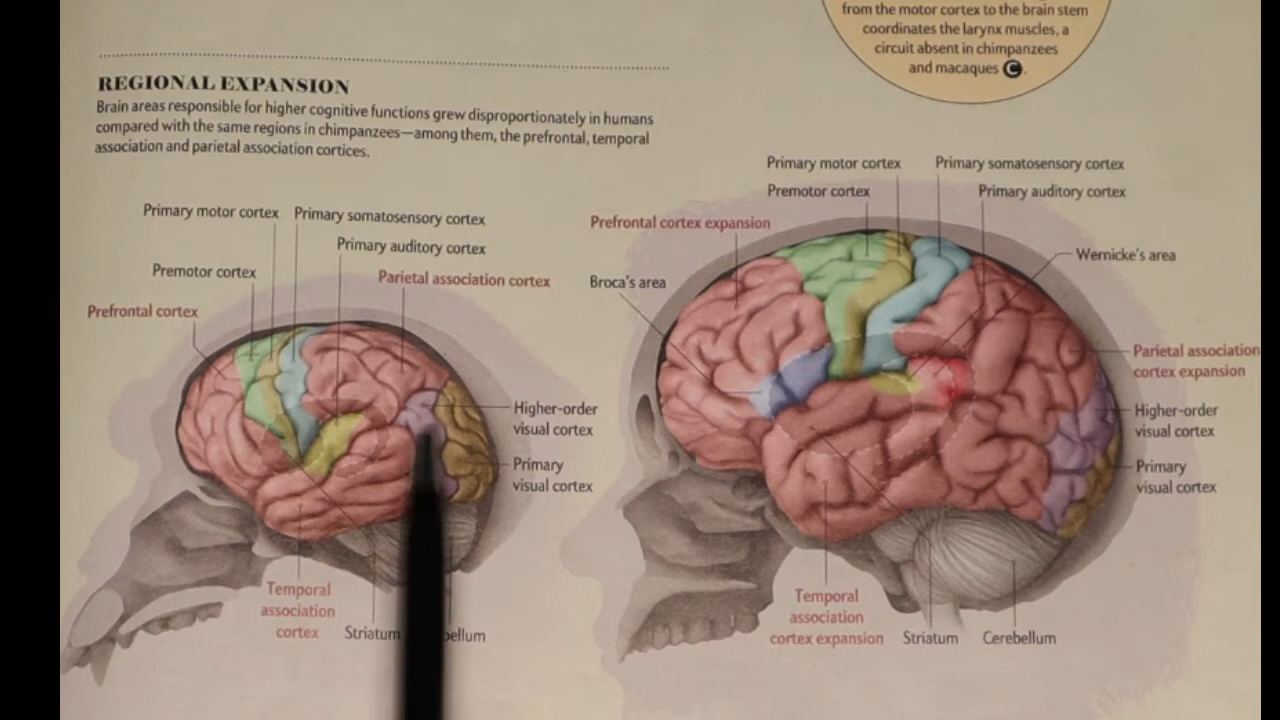 from the motor cortex to the brain stem
coordinates the larynx muscles, a
circuit absent in chimpanzees
and macaques C.
REGIONAL EXPANSION
Brain areas responsible for higher cognitive functions grew disproportionately in humans
compared with the same regions in chimpanzees—among them, the prefrontal, temporal
association and parietal association cortices.
Primary motor cortex
Primary somatosensory cortex
Primary auditory cortex
Premotor cortex
Parietal association cortex
Prefrontal cortex
Higher-order
visual cortex
Primary
visual cortex
Temporal
association
cortex
Striatum
Primary motor cortex
Primary somatosensory cortex
Premotor cortex
Primary auditory cortex
Prefrontal cortex expansion
Wernicke's area
Broca's area
Parietal association
cortex expansion
Higher-order
visual cortex
Primary
visual cortex
Temporal
association
cortex expansion
Striatum
Cerebellum